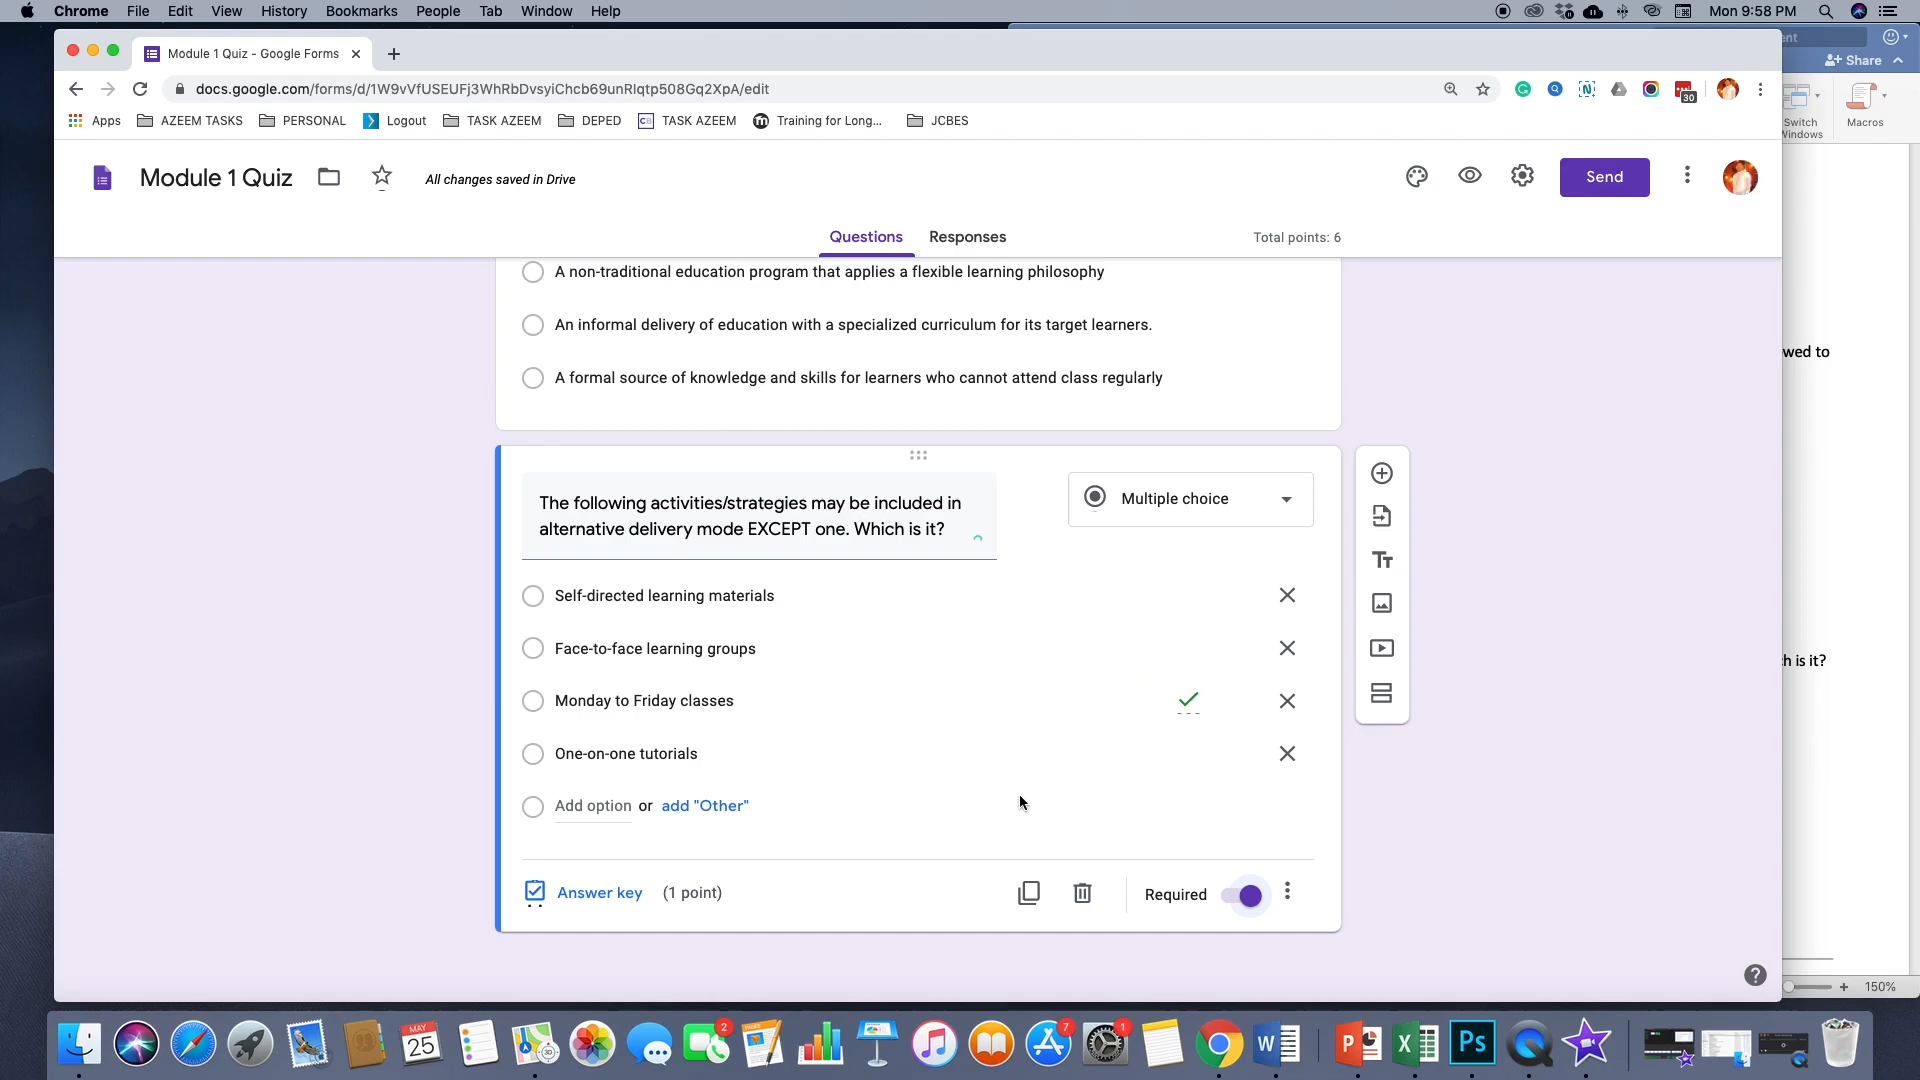 Chrome File Edit View History Bookmarks People Tab Window Help Mon 9:58 PM
Module 1 Quiz - Google Forms
Share
docs.google.com/forms/d/1W9vVfUSEUFj3WhRbDvsyiChcb69unRlqtp508Gq2XpA/edit
30
Apps AZEEM TASKS PERSONAL Logout TASK AZEEM DEPED TASK AZEEM Training for Long... JCBES
Switch Windows
Macros
Module 1 Quiz
All changes saved in Drive
Send
Questions Responses Total points: 6
A non-traditional education program that applies a flexible learning philosophy
An informal delivery of education with a specialized curriculum for its target learners.
A formal source of knowledge and skills for learners who cannot attend class regularly
wed to
The following activities/strategies may be included in
alternative delivery mode EXCEPT one. Which is it?
Multiple choice
Self-directed learning materials
Face-to-face learning groups
h is it?
Monday to Friday classes
One-on-one tutorials
Add option or add "Other"
Answer key (1 point)
Required
150%
MAY
25
2
7
1